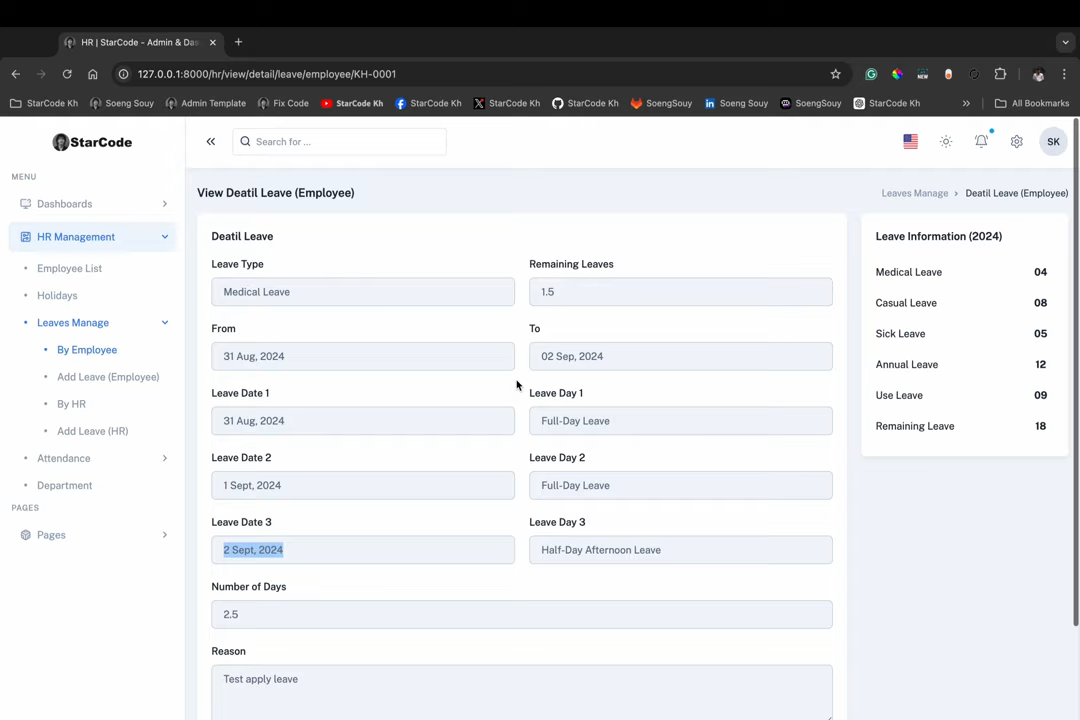 HR | StarCode - Admin & Das
127.0.0.1:8000/hr/view/detail/leave/employee/KH-0001
StarCode Kh
Soeng Souy
Admin Template
Fix Code
StarCode Kh
StarCode Kh
StarCode Kh
StarCode Kh
SoengSouy
Soeng Souy
SoengSouy
StarCode Kh
All Bookmarks
StarCode
Search for ...
SK
MENU
Dashboards
HR Management
Employee List
Holidays
Leaves Manage
By Employee
Add Leave (Employee)
By HR
Add Leave (HR)
Attendance
Department
PAGES
Pages
View Deatil Leave (Employee)
Leaves Manage > Deatil Leave (Employee)
Deatil Leave
Leave Type
Remaining Leaves
Medical Leave
1.5
From
To
31 Aug, 2024
02 Sep, 2024
Leave Date 1
Leave Day 1
31 Aug, 2024
Full-Day Leave
Leave Date 2
Leave Day 2
1 Sept, 2024
Full-Day Leave
Leave Date 3
Leave Day 3
2 Sept, 2024
Half-Day Afternoon Leave
Number of Days
2.5
Reason
Test apply leave
Leave Information (2024)
Medical Leave 04
Casual Leave 08
Sick Leave 05
Annual Leave 12
Use Leave 09
Remaining Leave 18